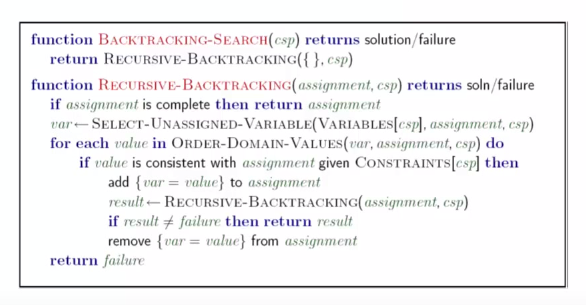 function BACKTRACKING-SEARCH(csp) returns solution/failure
return RECURSIVE-BACKTRACKING({ }, csp)
function RECURSIVE-BACKTRACKING(assignment, csp) returns soln/failure
if assignment is complete then return assignment
var ← SELECT-UNASSIGNED-VARIABLE(VARIABLES[csp], assignment, csp)
for each value in ORDER-DOMAIN-VALUES(var, assignment, csp) do
if value is consistent with assignment given CONSTRAINTS[csp] then
add {var = value} to assignment
result ← RECURSIVE-BACKTRACKING(assignment, csp)
if result ≠ failure then return result
remove {var = value} from assignment
return failure